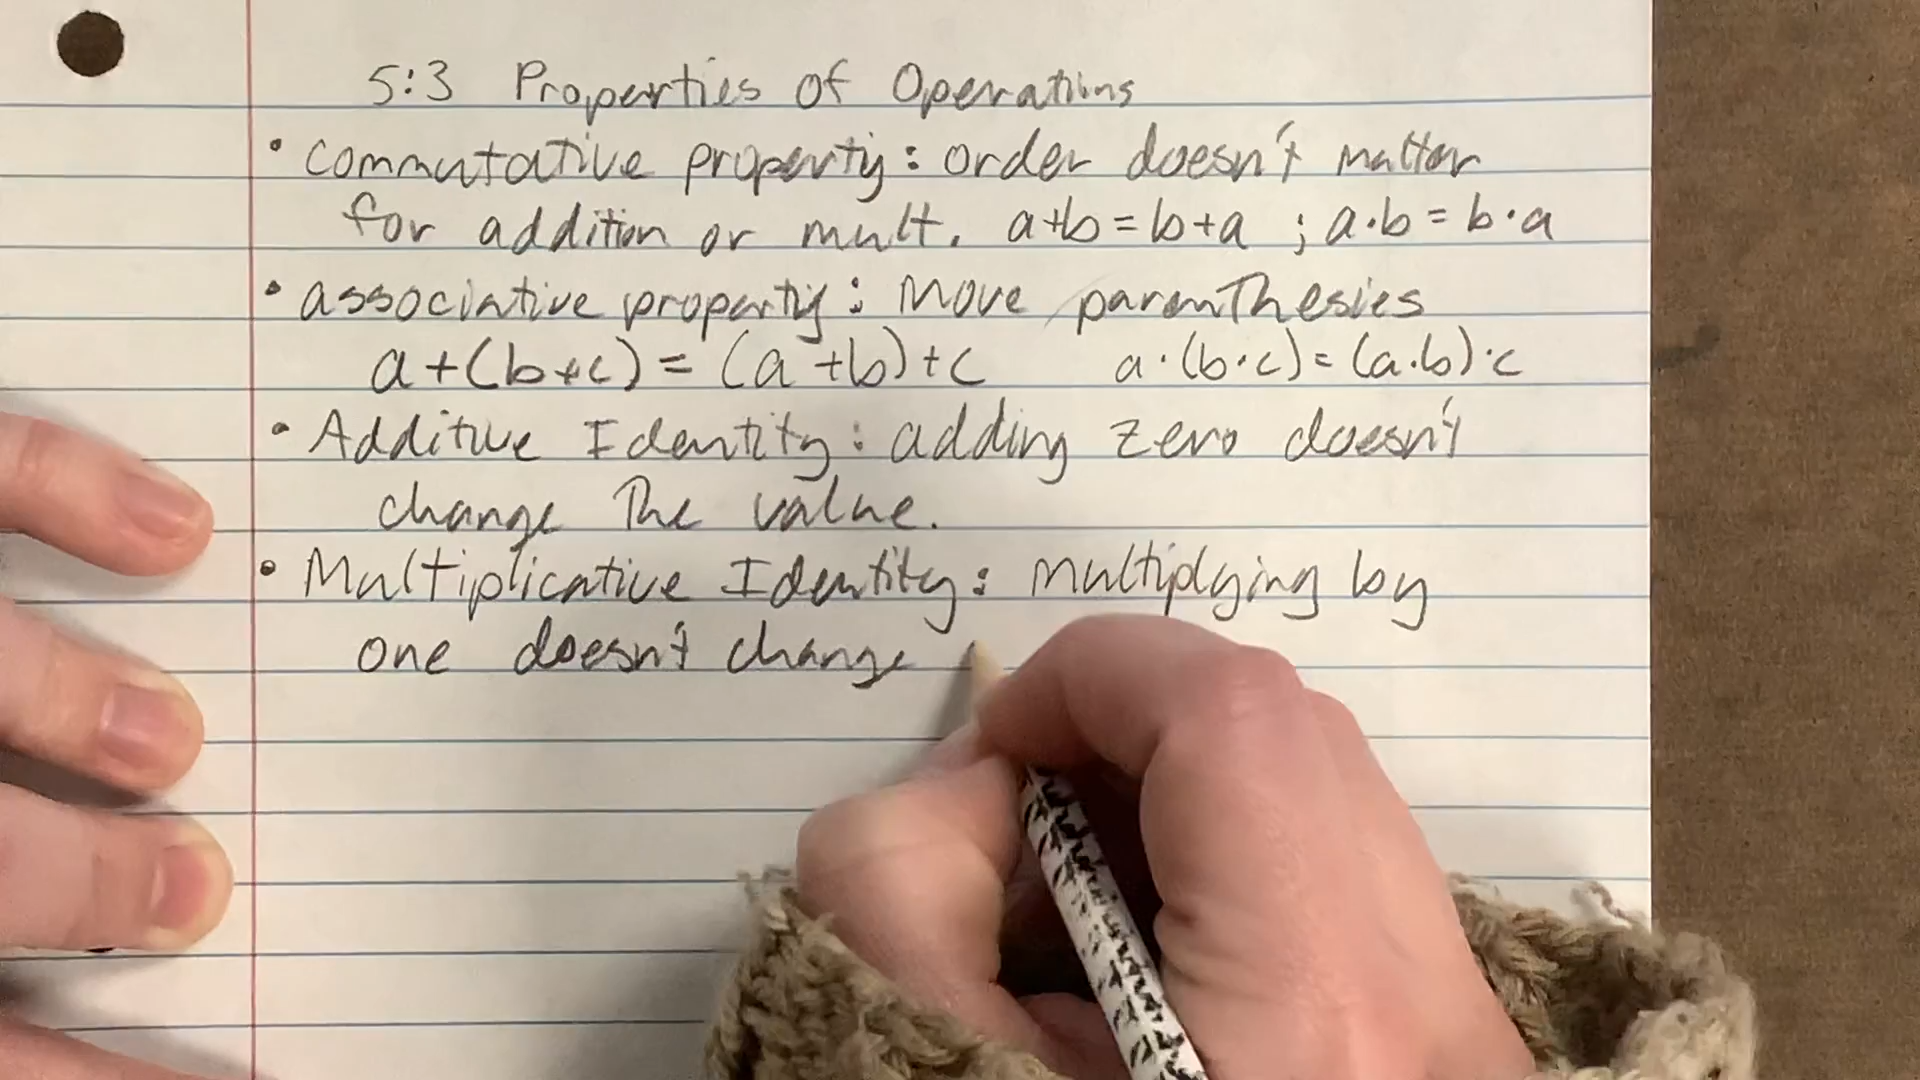 5:3 Properties of Operations
• commutative property: order doesn't matter
for addition or mult. a+b=b+a ; a·b=b·a
• associative property: Move parenthesies
a+(b+c)=(a+b)+c a·(b·c)=(a·b)·c
• Additive Identity: adding zero doesn't
change the value.
• Multiplicative Identity: multiplying by
one doesn't change